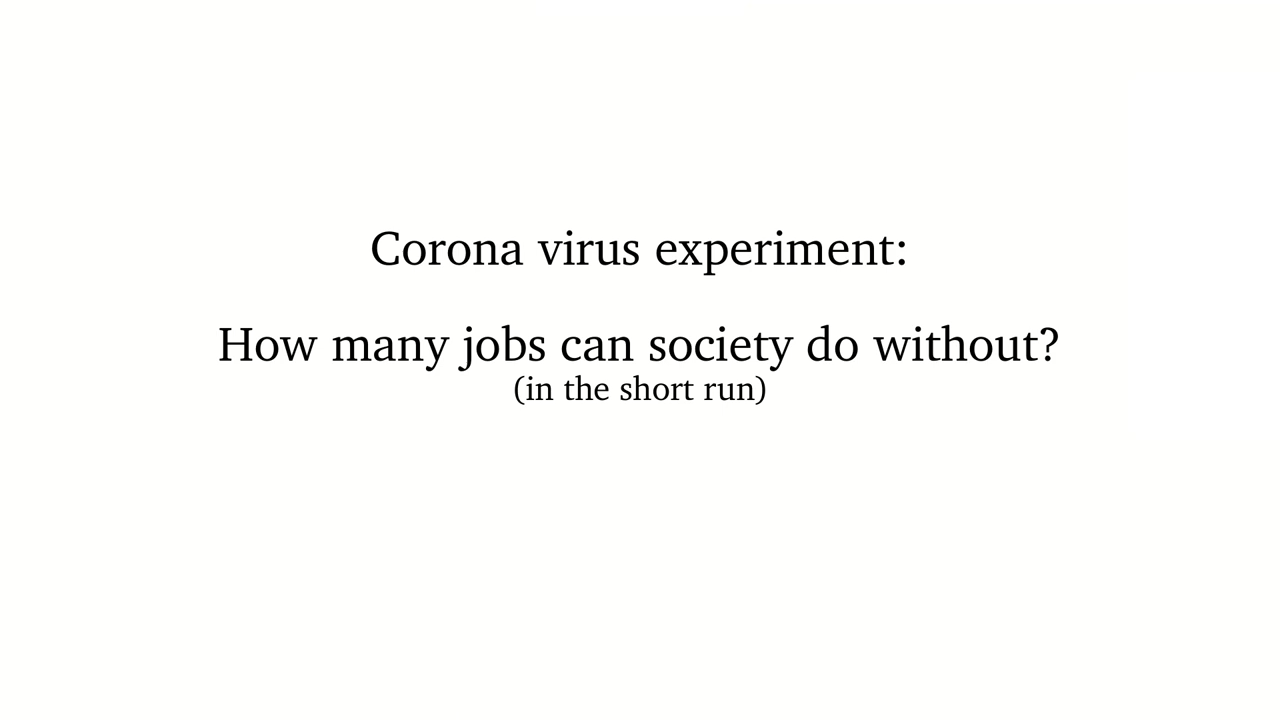 Corona virus experiment:
How many jobs can society do without?
(in the short run)